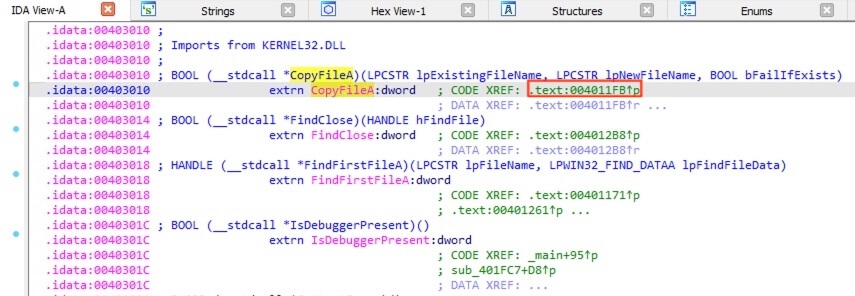 IDA View-A Strings Hex View-1 Structures Enums
.idata:00403010 ;
.idata:00403010 ; Imports from KERNEL32.DLL
.idata:00403010 ;
.idata:00403010 ; BOOL (__stdcall *CopyFileA)(LPCSTR lpExistingFileName, LPCSTR lpNewFileName, BOOL bFailIfExists)
.idata:00403010 extrn CopyFileA:dword ; CODE XREF: .text:004011FB↑p
.idata:00403010 ; DATA XREF: .text:004011FB↑r ...
.idata:00403014 ; BOOL (__stdcall *FindClose)(HANDLE hFindFile)
.idata:00403014 extrn FindClose:dword ; CODE XREF: .text:004012B8↑p
.idata:00403014 ; DATA XREF: .text:004012B8↑r
.idata:00403018 ; HANDLE (__stdcall *FindFirstFileA)(LPCSTR lpFileName, LPWIN32_FIND_DATAA lpFindFileData)
.idata:00403018 extrn FindFirstFileA:dword
.idata:00403018 ; CODE XREF: .text:00401171↑p
.idata:00403018 ; .text:00401261↑p ...
.idata:0040301C ; BOOL (__stdcall *IsDebuggerPresent)()
.idata:0040301C extrn IsDebuggerPresent:dword
.idata:0040301C ; CODE XREF: _main+95↑p
.idata:0040301C ; sub_401FC7+D8↑p
.idata:0040301C ; DATA XREF: ...